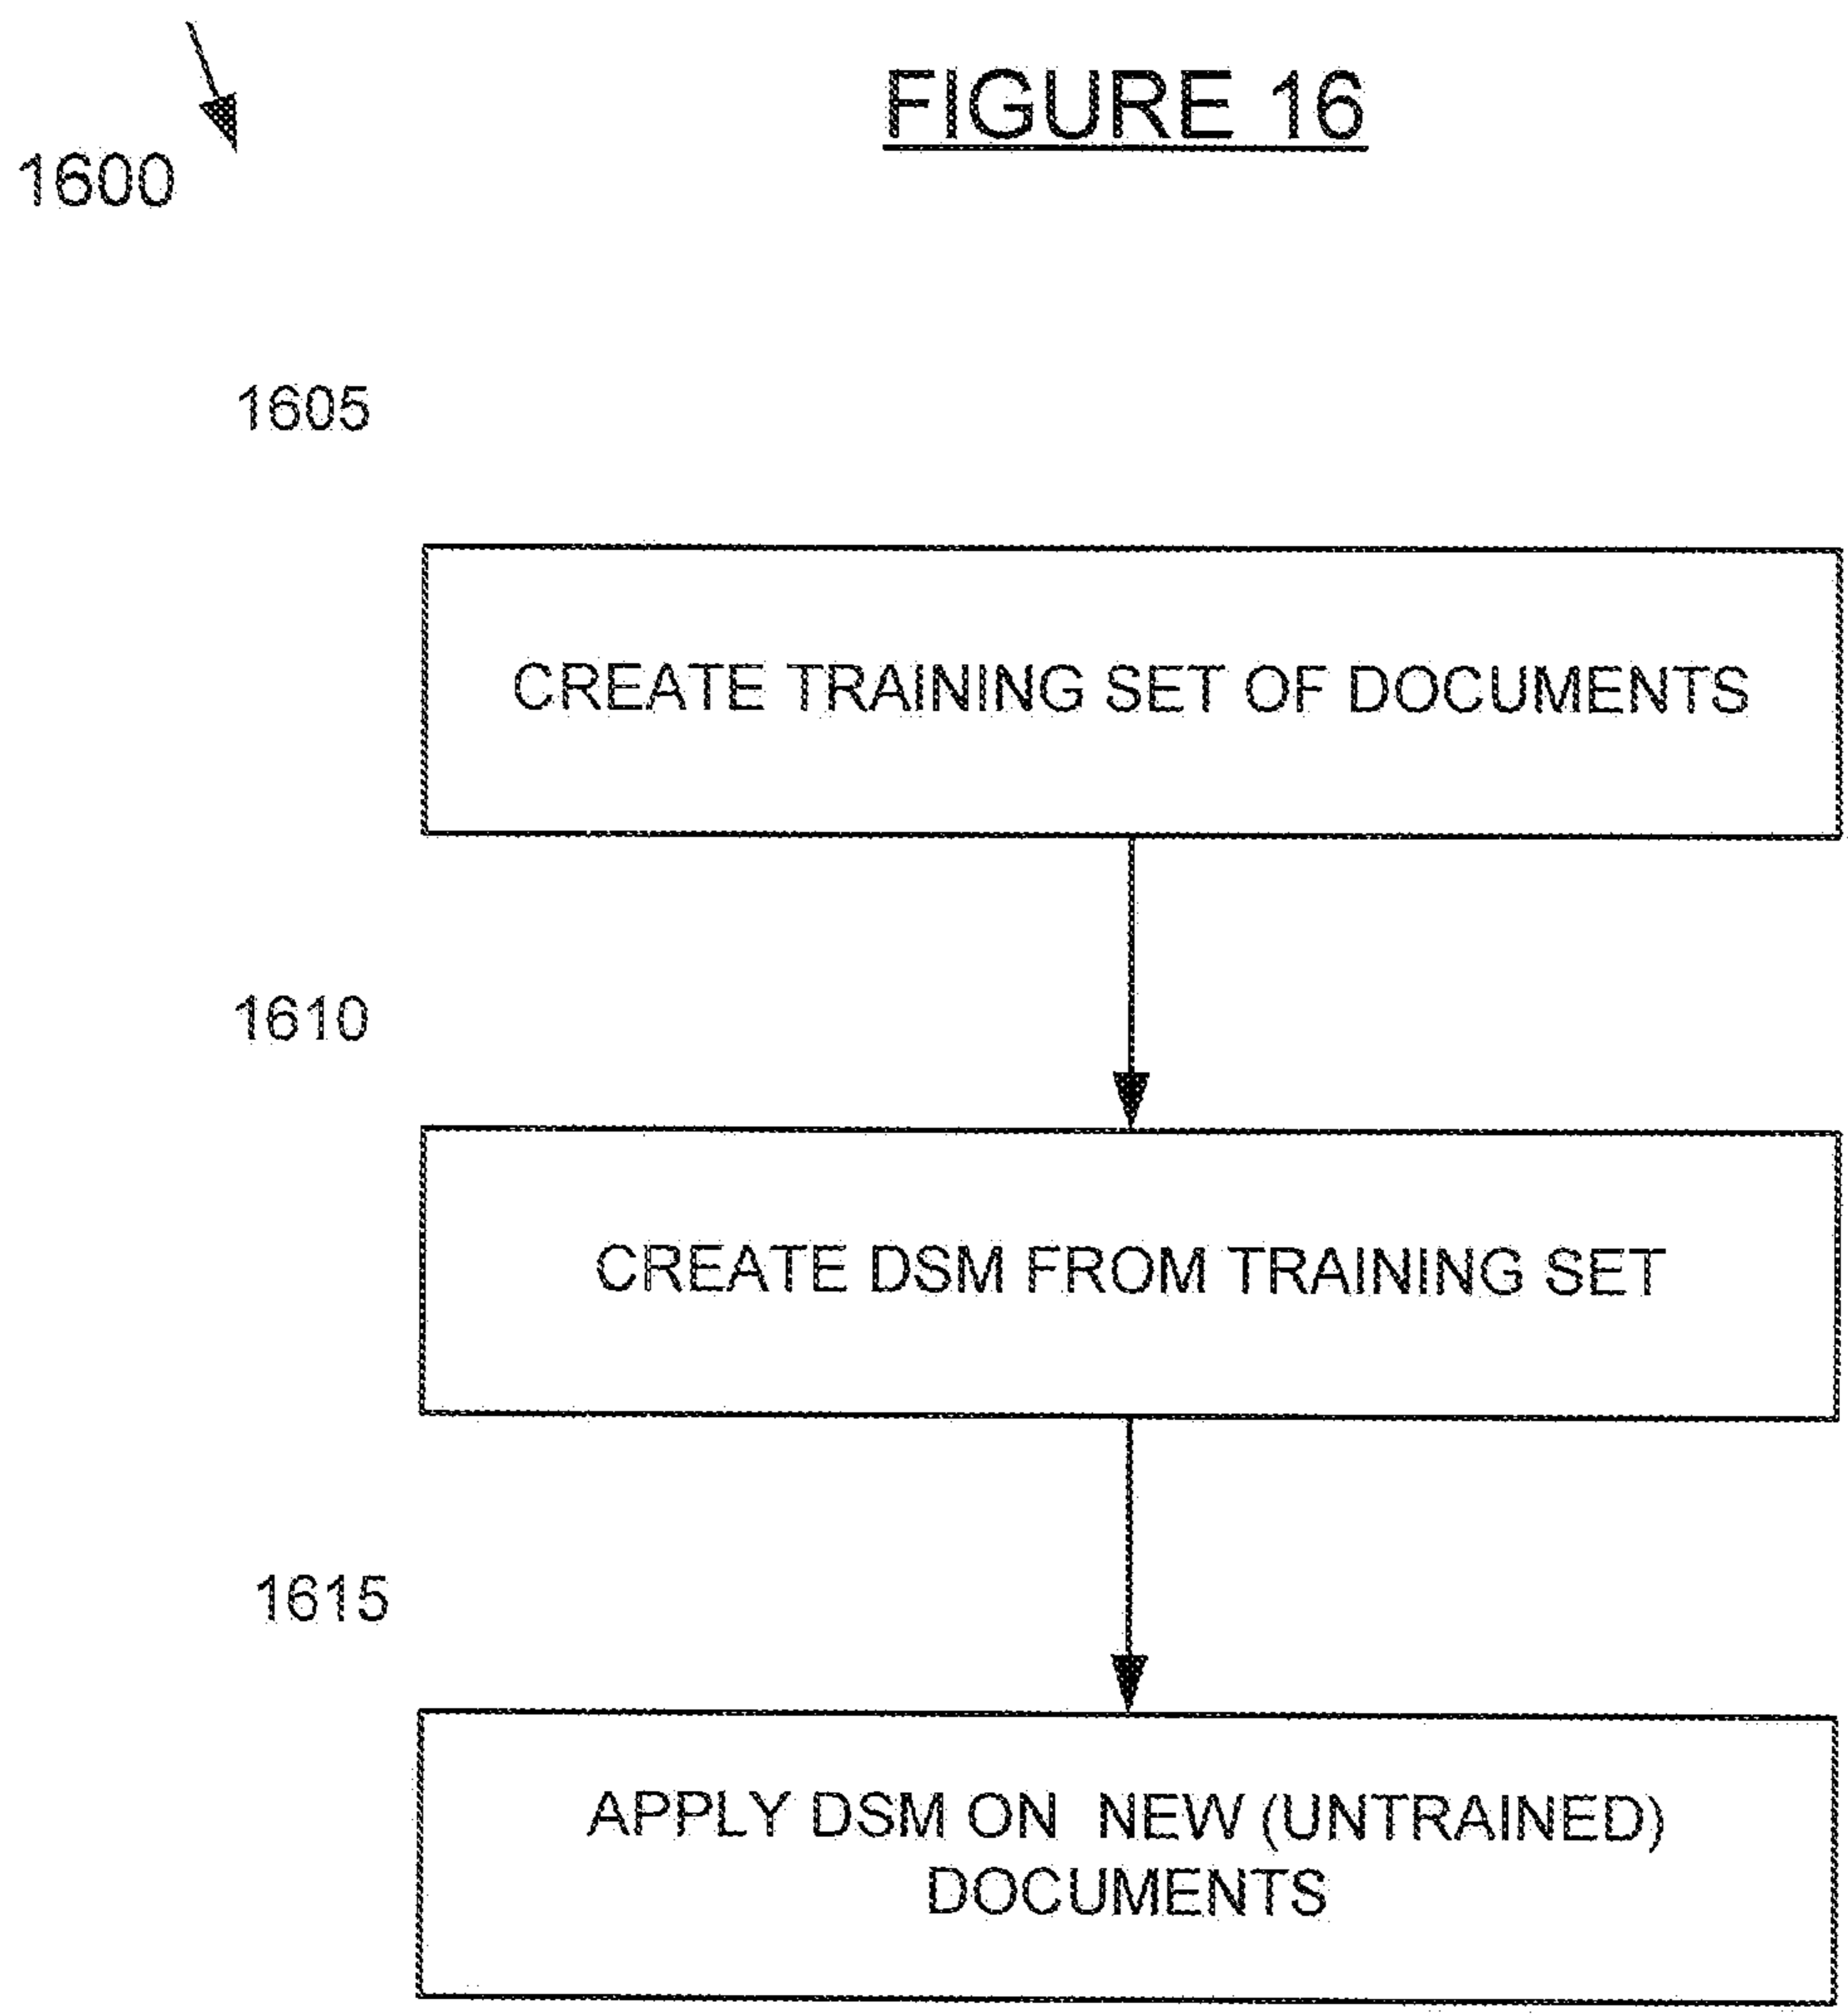 FIGURE 16
1600
1605
CREATE TRAINING SET OF DOCUMENTS
1610
CREATE DSM FROM TRAINING SET
1615
APPLY DSM ON NEW (UNTRAINED)
DOCUMENTS